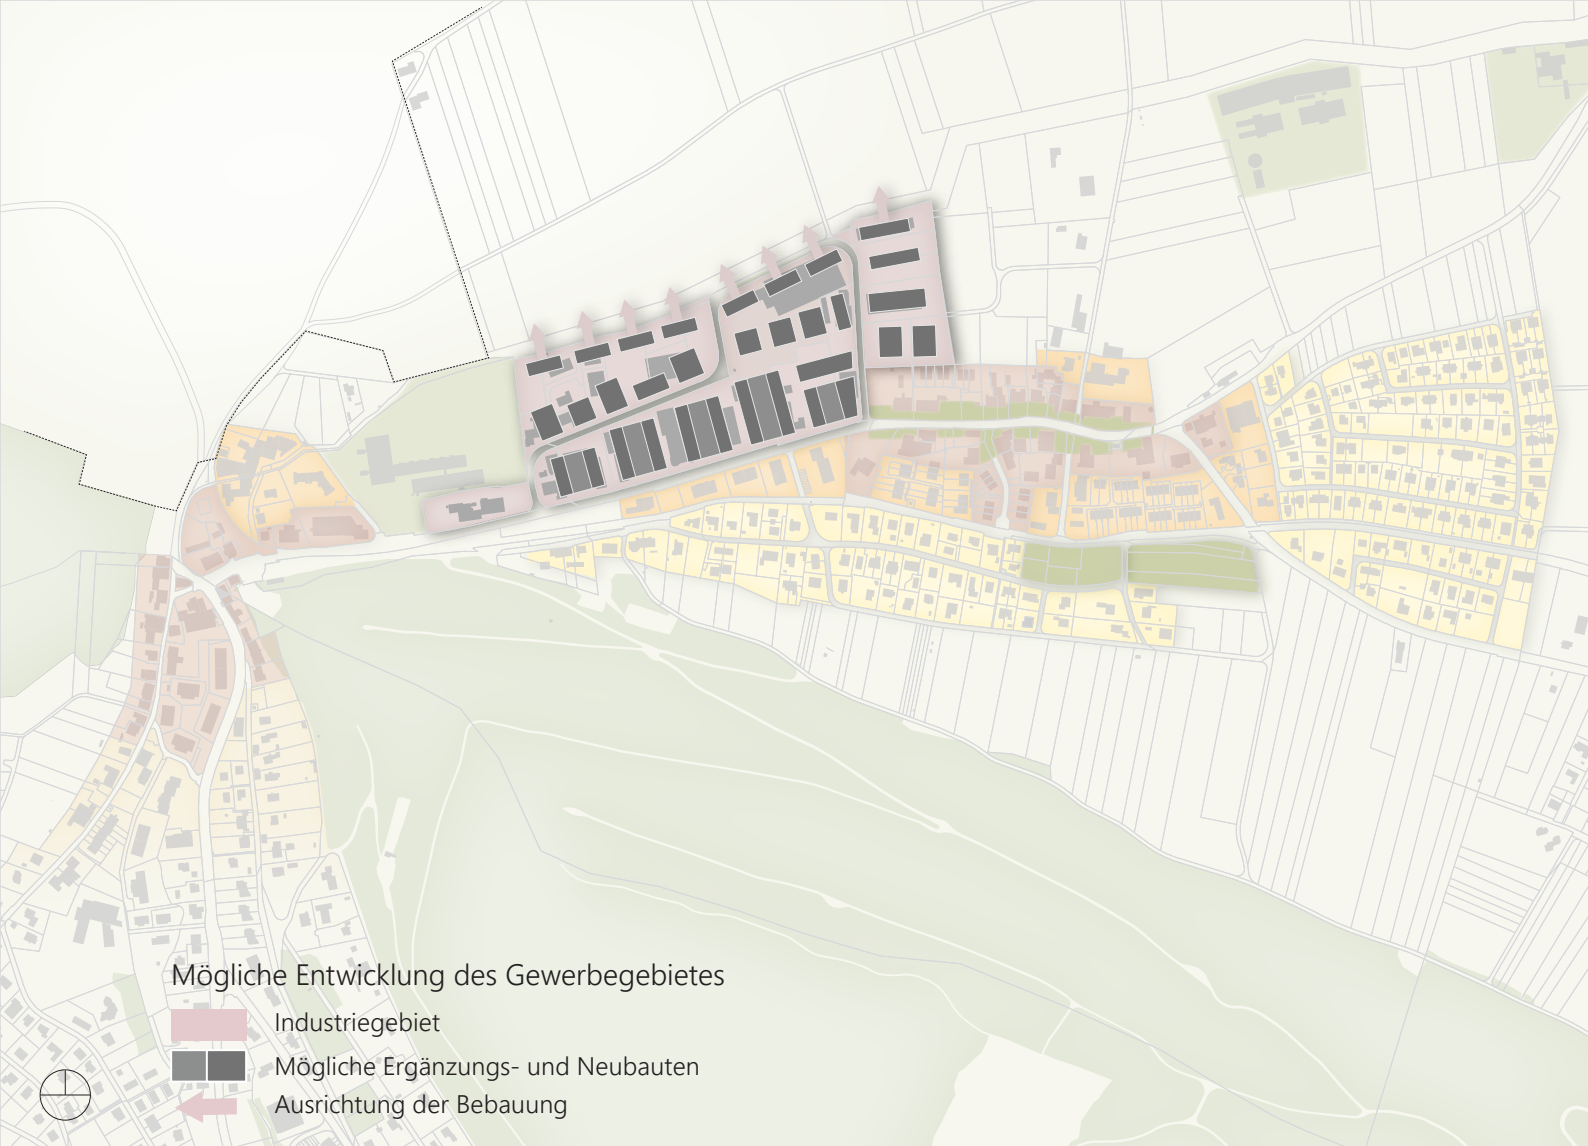 Mögliche Entwicklung des Gewerbegebietes
Industriegebiet
Mögliche Ergänzungs- und Neubauten
Ausrichtung der Bebauung